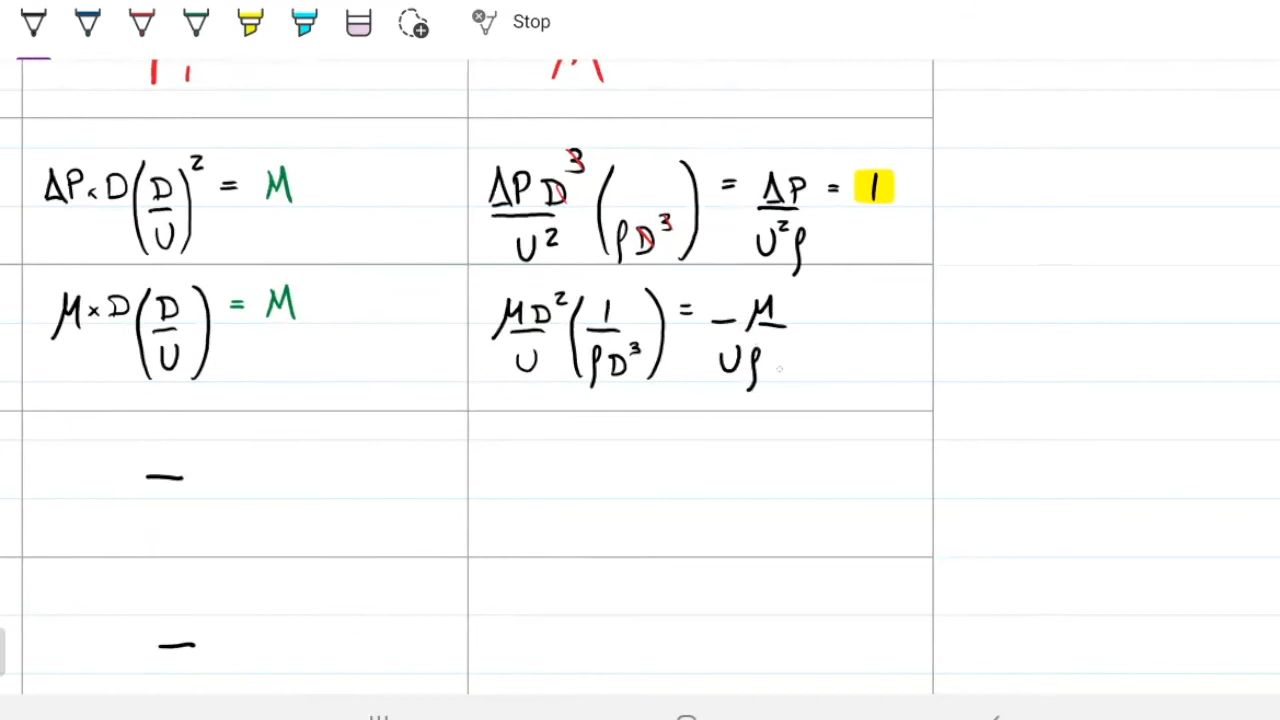 Stop
ΔP × D (D/U)² = M
ΔP D³/U² ( ρD³) = ΔP/U²ρ = 1
μ × D (D/U) = M
μD²/U (1/ρD³) = μ/Uρ